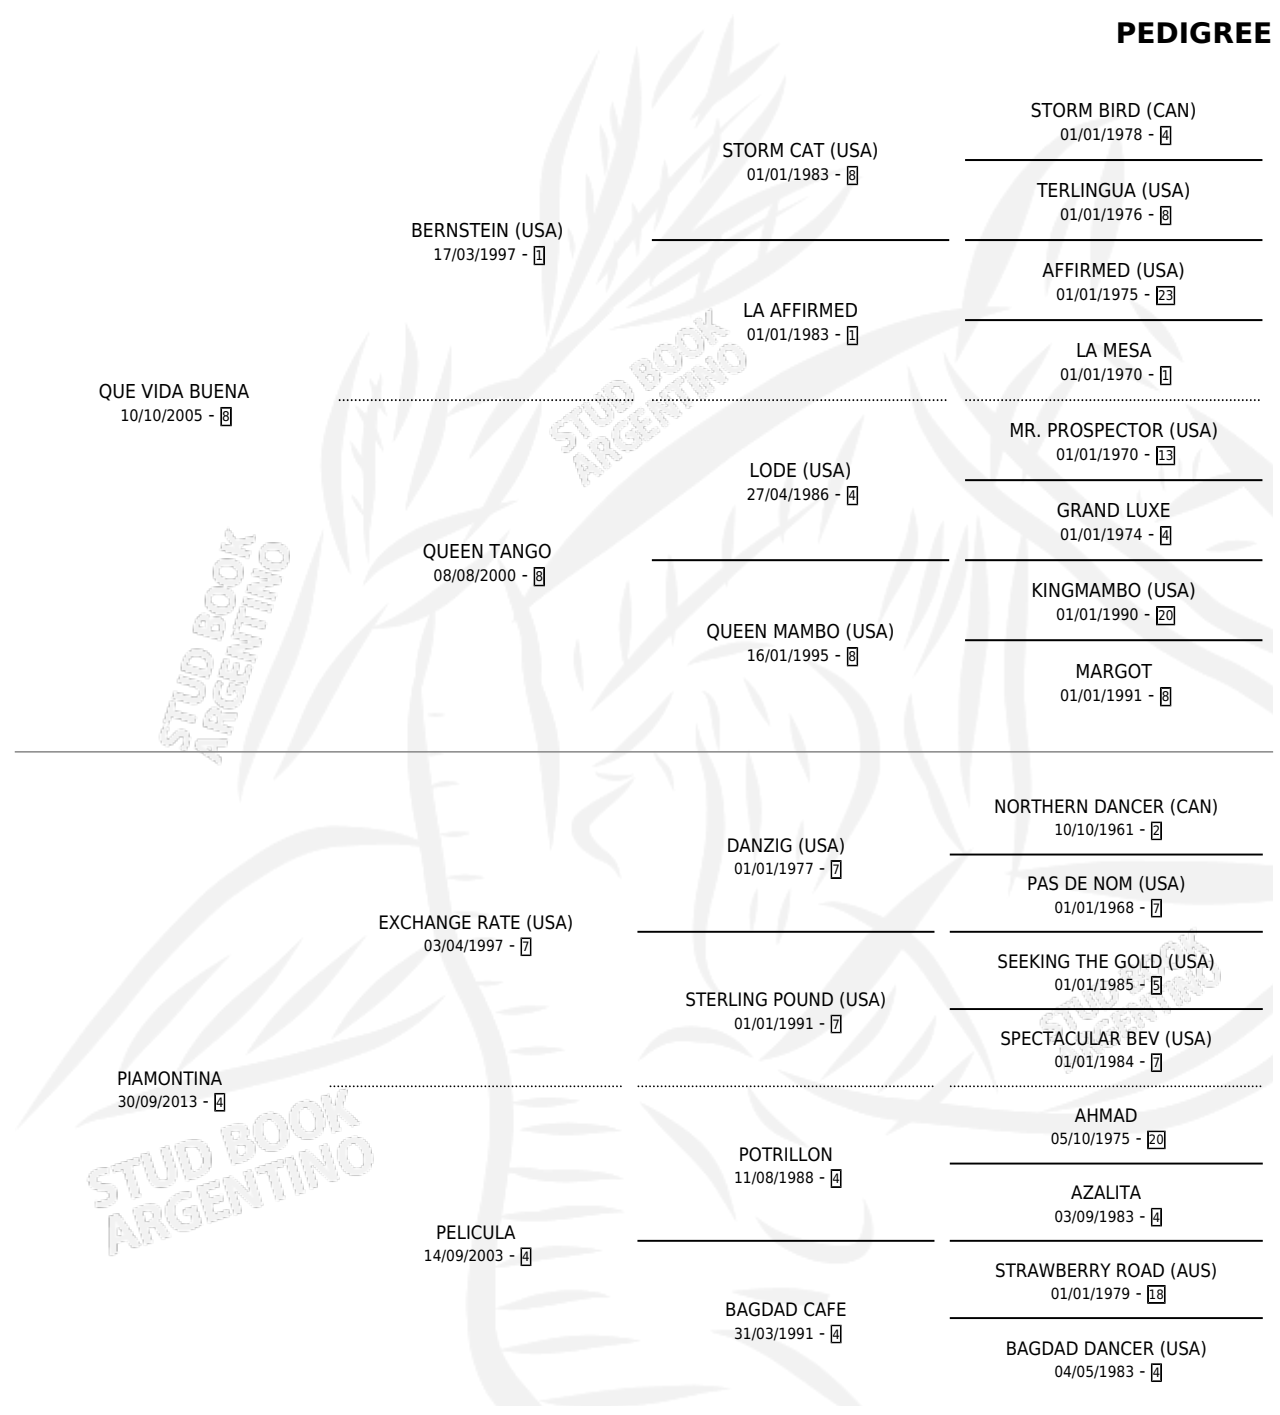 PEDIGREE
STORM BIRD (CAN)
01/01/1978 - 4
STORM CAT (USA)
01/01/1983 - 8
TERLINGUA (USA)
01/01/1976 - 8
BERNSTEIN (USA)
17/03/1997 - 1
AFFIRMED (USA)
01/01/1975 - 23
LA AFFIRMED
01/01/1983 - 1
LA MESA
01/01/1970 - 1
QUE VIDA BUENA
10/10/2005 - 8
MR. PROSPECTOR (USA)
01/01/1970 - 13
LODE (USA)
27/04/1986 - 4
GRAND LUXE
01/01/1974 - 4
QUEEN TANGO
08/08/2000 - 8
KINGMAMBO (USA)
01/01/1990 - 20
QUEEN MAMBO (USA)
16/01/1995 - 8
MARGOT
01/01/1991 - 8
NORTHERN DANCER (CAN)
10/10/1961 - 2
DANZIG (USA)
01/01/1977 - 7
PAS DE NOM (USA)
01/01/1968 - 7
EXCHANGE RATE (USA)
03/04/1997 - 7
SEEKING THE GOLD (USA)
01/01/1985 - 5
STERLING POUND (USA)
01/01/1991 - 7
SPECTACULAR BEV (USA)
01/01/1984 - 7
PIAMONTINA
30/09/2013 - 4
AHMAD
05/10/1975 - 20
POTRILLON
11/08/1988 - 4
AZALITA
03/09/1983 - 4
PELICULA
14/09/2003 - 4
STRAWBERRY ROAD (AUS)
01/01/1979 - 18
BAGDAD CAFE
31/03/1991 - 4
BAGDAD DANCER (USA)
04/05/1983 - 4
STUD BOOK
ARGENTINO
STUD BOOK
ARGENTINO
STUD BOOK
ARGENTINO
STUD BOOK
ARGENTINO